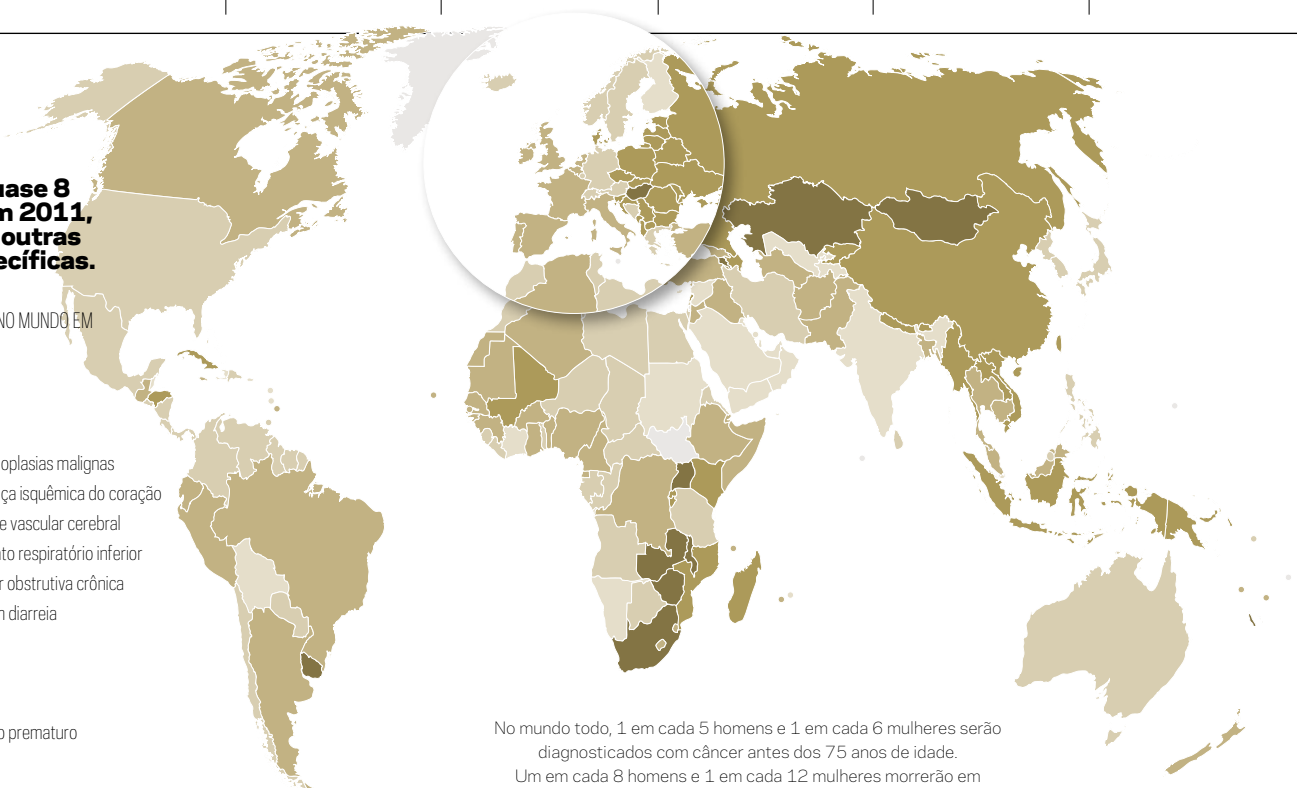 uase 8
m 2011,
outras
ecíficas.
NO MUNDO EM
oplasias malignas
ça isquêmica do coração
e vascular cerebral
to respiratório inferior
r obstrutiva crônica
m diarreia
o prematuro
No mundo todo, 1 em cada 5 homens e 1 em cada 6 mulheres serão
diagnosticados com câncer antes dos 75 anos de idade.
Um em cada 8 homens e 1 em cada 12 mulheres morrerão em